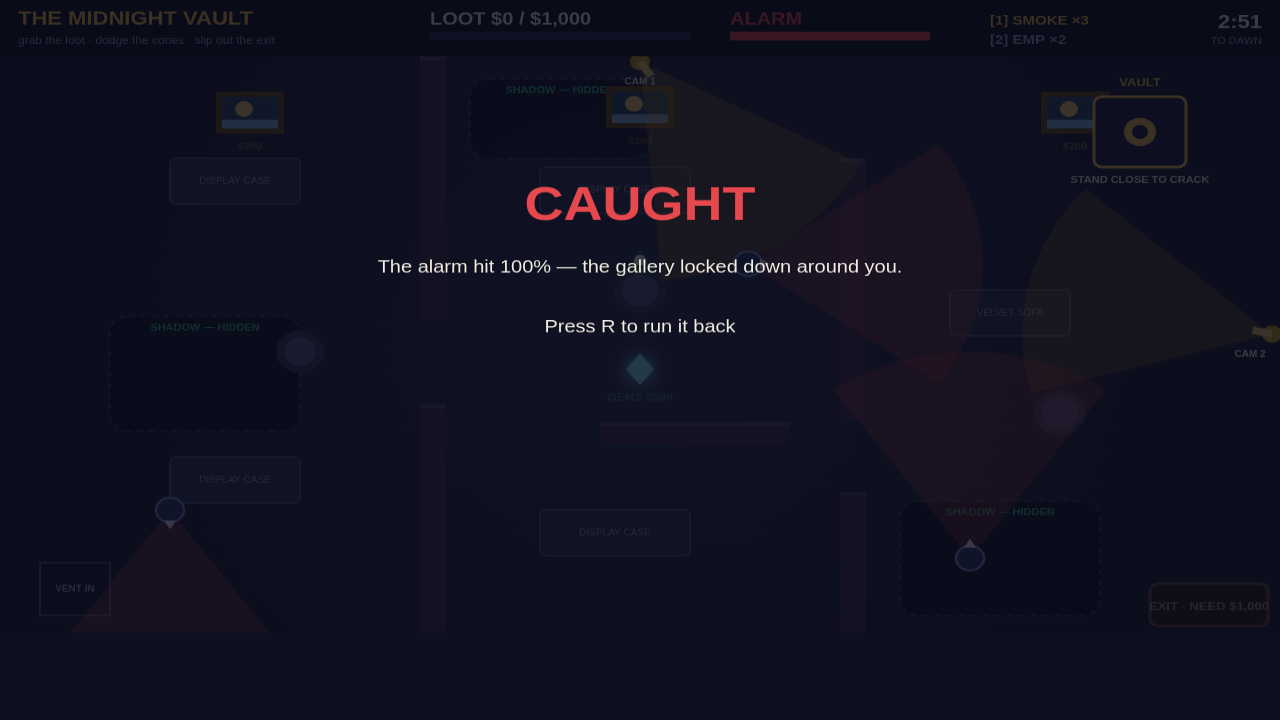 THE MIDNIGHT VAULT
grab the loot · dodge the cones · slip out the exit
LOOT $0 / $1,000
ALARM
[1] SMOKE ×3
[2] EMP ×2
2:51
TO DAWN
CAM 1
SHADOW — HIDDE
VAULT
$200
$200
$200
STAND CLOSE TO CRACK
DISPLAY CASE
DISPLAY CASE
CAUGHT
The alarm hit 100% — the gallery locked down around you.
VELVET SOFA
SHADOW — HIDDEN
Press R to run it back
CAM 2
GEMS $500
DISPLAY CASE
SHADOW — HIDDEN
DISPLAY CASE
VENT IN
EXIT · NEED $1,000